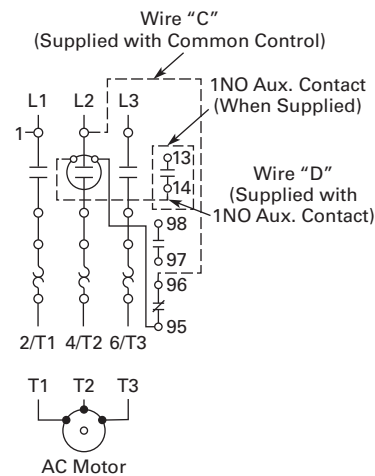 Wire “C”
(Supplied with Common Control)
1NO Aux. Contact
(When Supplied)
L1 L2 L3
1
13
14
Wire “D”
(Supplied with
1NO Aux. Contact)
98
97
96
95
2/T1 4/T2 6/T3
T1 T2 T3
AC Motor